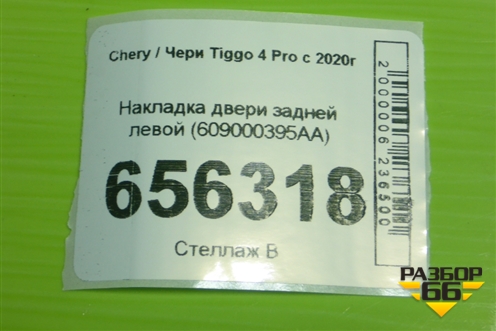 Chery / Чери Tiggo 4 Pro с 2020г
Накладка двери задней
левой (609000395AA)
656318
Стеллаж В
2000006236500
РАЗБОР
66